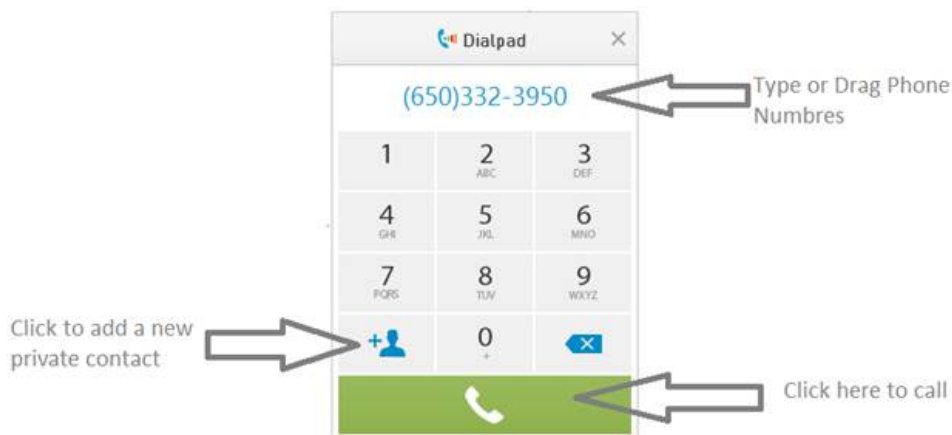 Dialpad
(650)332-3950
Type or Drag Phone
Numbres
1 2 3
ABC DEF
4 5 6
GHI JKL MNO
7 8 9
PQRS TUV WXYZ
Click to add a new
private contact
+ 0
+
Click here to call